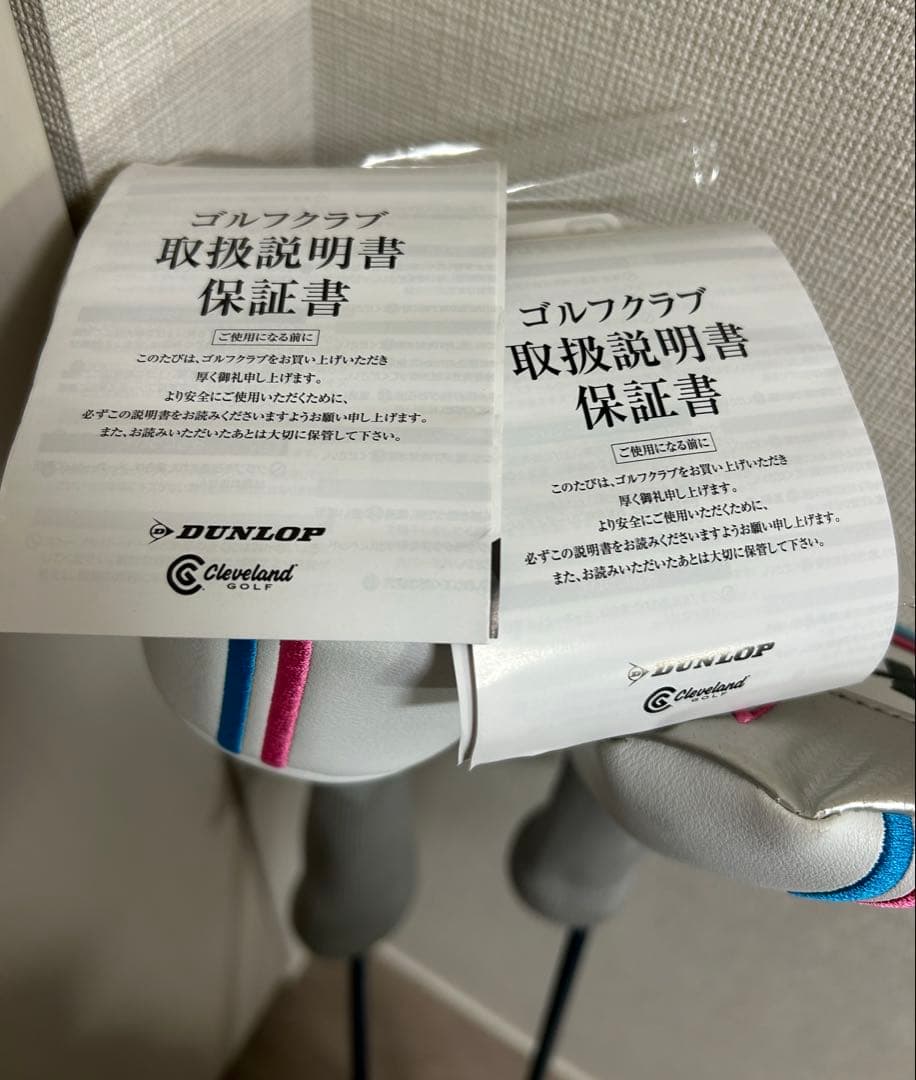 ゴルフクラブ
取扱説明書
保証書
ご使用になる前に
このたびは、ゴルフクラブをお買い上げいただき
厚く御礼申し上げます。
より安全にご使用いただくために、
必ずこの説明書をお読みくださいますようお願い申し上げます。
また、お読みいただいたあとは大切に保管して下さい。
DUNLOP
Cleveland
GOLF
ゴルフクラブ
取扱説明書
保証書
ご使用になる前に
このたびは、ゴルフクラブをお買い上げいただき
厚く御礼申し上げます。
より安全にご使用いただくために、
必ずこの説明書をお読みくださいますようお願い申し上げます。
また、お読みいただいたあとは大切に保管して下さい。
DUNLOP
Cleveland
GOLF